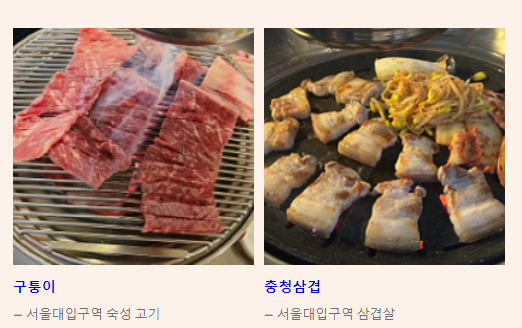 구퉁이
– 서울대입구역 숙성 고기
충청삼겹
– 서울대입구역 삼겹살